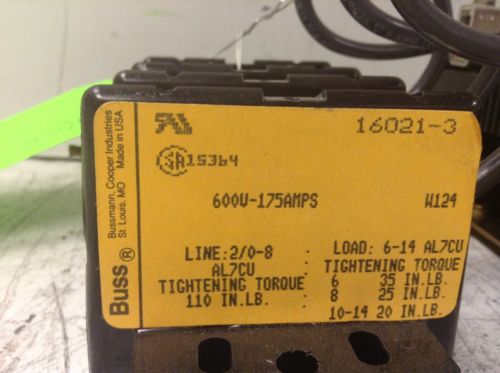 Bussmann, Cooper Industries
St. Louis, MO Made in USA
Buss®
16021-3
SA 15364
600V-175AMPS W124
LINE: 2/0-8 : LOAD: 6-14 AL7CU
AL7CU : TIGHTENING TORQUE
TIGHTENING TORQUE 6 35 IN.LB.
110 IN.LB. : 8 25 IN.LB.
10-14 20 IN.LB.